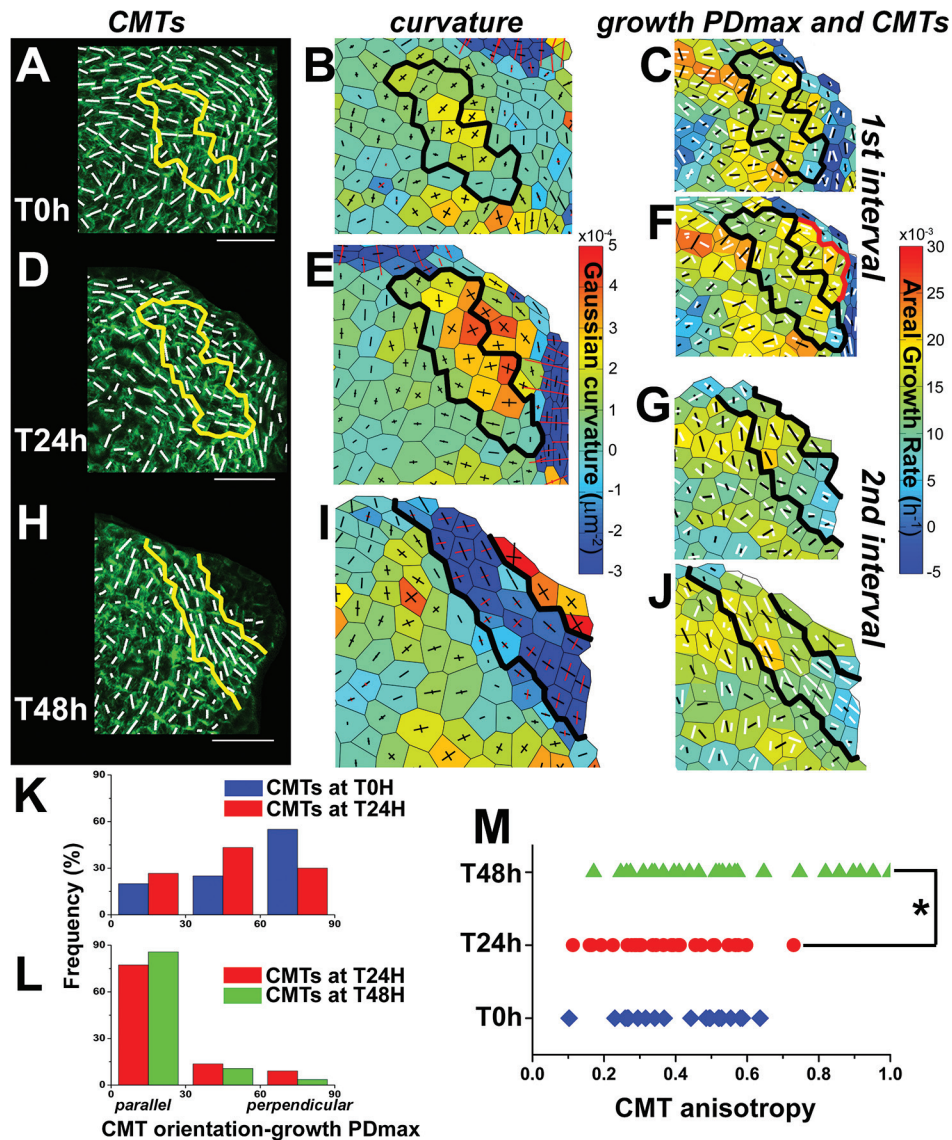 CMTs
curvature
growth PDmax and CMTs
A
B
C
T0h
1st interval
F
D
E
T24h
x10-4
5
4
3
2
1
0
-1
-2
-3
Gaussian curvature (µm-2)
x10-3
30
25
20
15
10
5
0
-5
Areal Growth Rate (h-1)
G
2nd interval
H
I
J
T48h
K
90
60
30
0
CMTs at T0H
CMTs at T24H
0 30 60 90
Frequency (%)
L
90
60
30
0
CMTs at T24H
CMTs at T48H
parallel perpendicular
0 30 60 90
CMT orientation-growth PDmax
M
T48h
T24h
T0h
*
0.0 0.2 0.4 0.6 0.8 1.0
CMT anisotropy